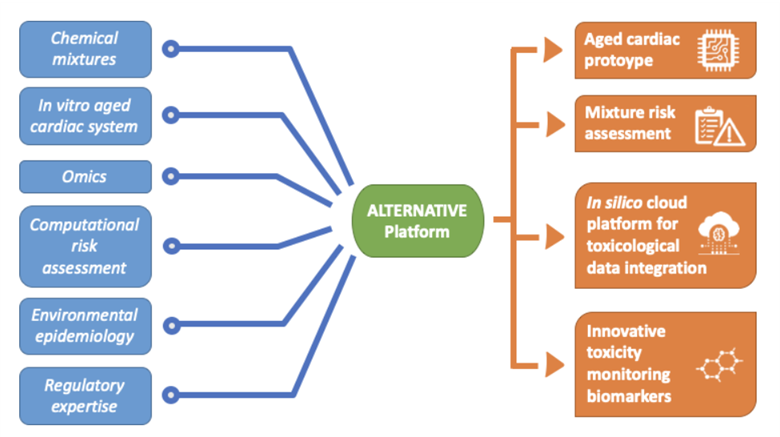 Chemical
mixtures
In vitro aged
cardiac system
Omics
Computational
risk
assessment
Environmental
epidemiology
Regulatory
expertise
ALTERNATIVE
Platform
Aged cardiac
protoype
Mixture risk
assessment
In silico cloud
platform for
toxicological
data integration
Innovative
toxicity
monitoring
biomarkers